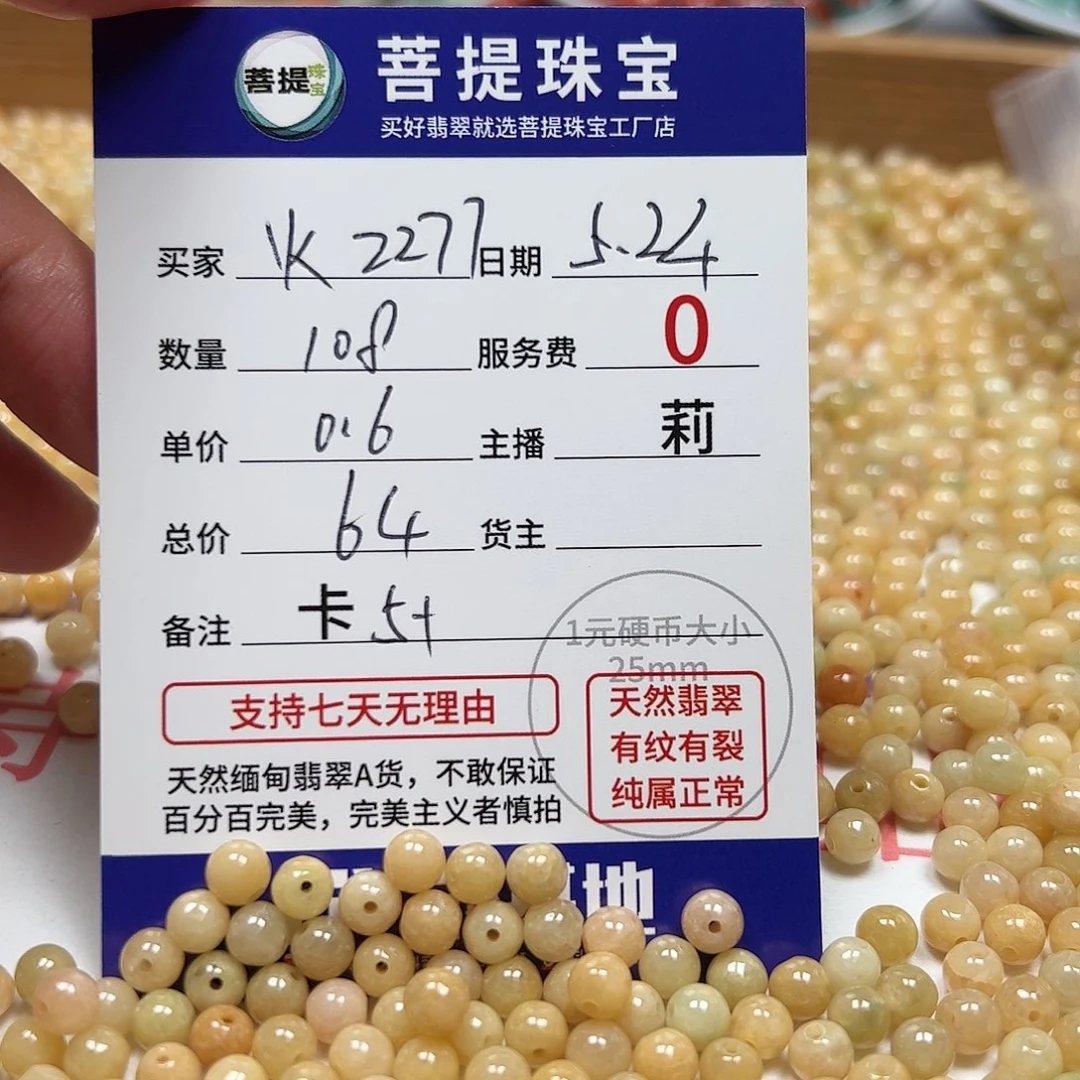 菩提珠宝
菩提珠宝
买好翡翠就选菩提珠宝工厂店
买家 K 2277 日期 5.24
数量 108 服务费 0
单价 0.6 主播 莉
总价 64 货主
备注 卡 5+
1元硬币大小
25mm
支持七天无理由
天然翡翠
有纹有裂
纯属正常
天然缅甸翡翠A货，不敢保证
百分百完美，完美主义者慎拍
地